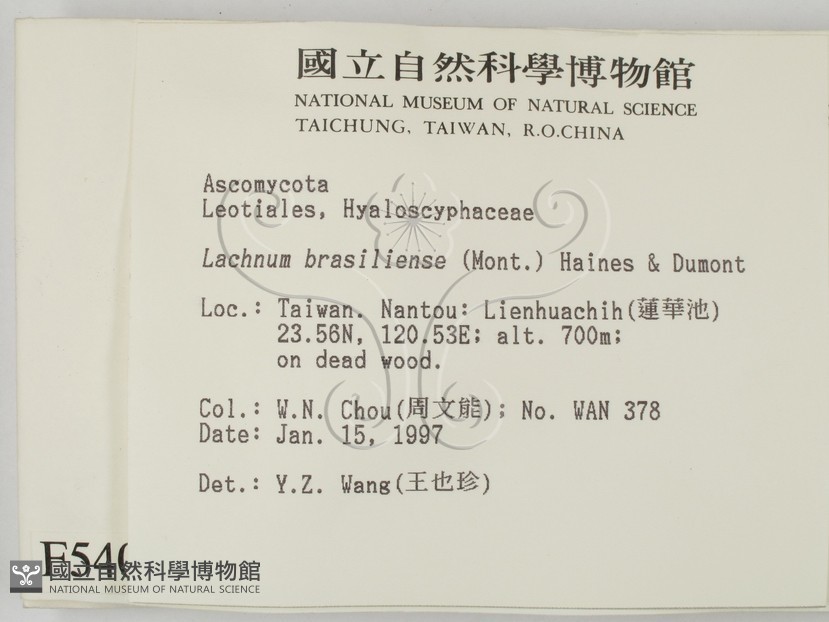 國立自然科學博物館
NATIONAL MUSEUM OF NATURAL SCIENCE
TAICHUNG, TAIWAN, R.O.CHINA
Ascomycota
Leotiales, Hyaloscyphaceae
Lachnum brasiliense (Mont.) Haines & Dumont
Loc.: Taiwan. Nantou: Lienhuachih(蓮華池)
23.56N, 120.53E; alt. 700m;
on dead wood.
Col.: W.N. Chou(周文能); No. WAN 378
Date: Jan. 15, 1997
Det.: Y.Z. Wang(王也珍)
國立自然科學博物館
NATIONAL MUSEUM OF NATURAL SCIENCE